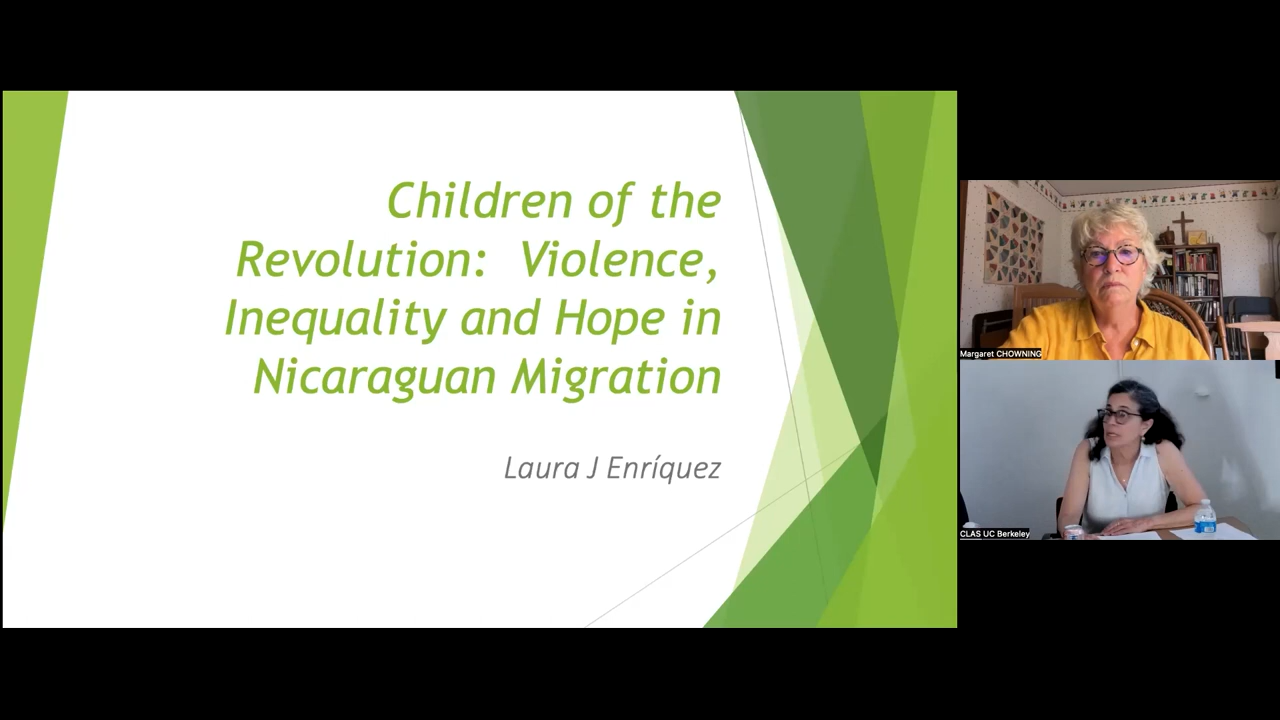 Children of the
Revolution:  Violence,
Inequality and Hope in
Nicaraguan Migration
Laura J Enríquez
Margaret CHOWNING
CLAS UC Berkeley